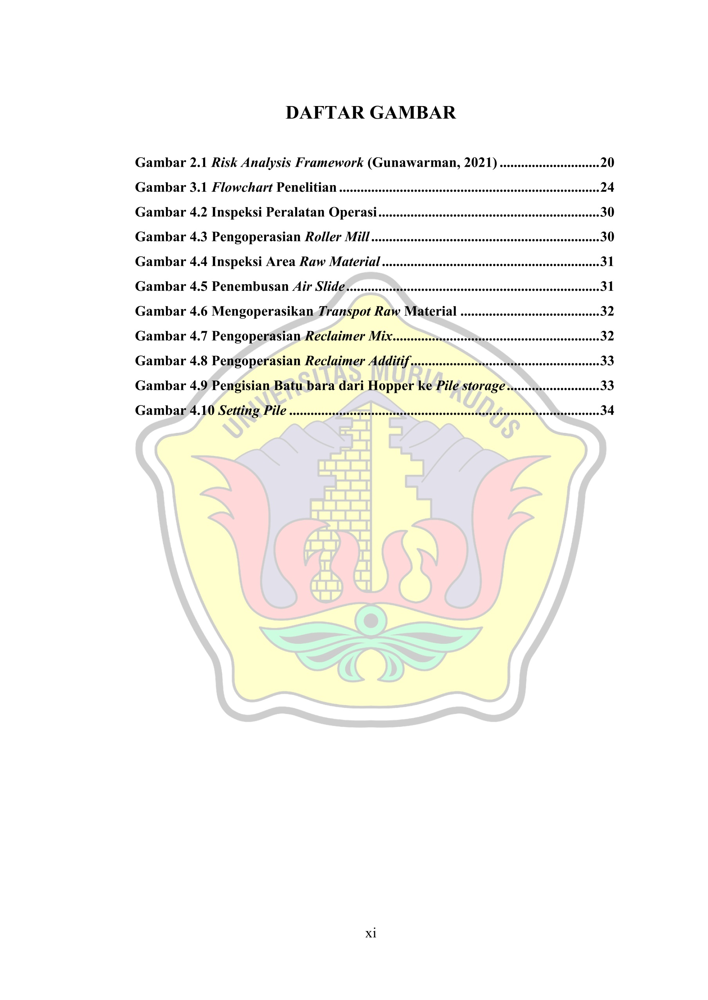 DAFTAR GAMBAR
Gambar 2.1 Risk Analysis Framework (Gunawarman, 2021) ............................20
Gambar 3.1 Flowchart Penelitian ..........................................................................24
Gambar 4.2 Inspeksi Peralatan Operasi...............................................................30
Gambar 4.3 Pengoperasian Roller Mill.................................................................30
Gambar 4.4 Inspeksi Area Raw Material..............................................................31
Gambar 4.5 Penembusan Air Slide........................................................................31
Gambar 4.6 Mengoperasikan Transpot Raw Material .......................................32
Gambar 4.7 Pengoperasian Reclaimer Mix...........................................................32
Gambar 4.8 Pengoperasian Reclaimer Additif......................................................33
UNIVERSITAS MURIA KUDUS
Gambar 4.9 Pengisian Batu bara dari Hopper ke Pile storage..........................33
Gambar 4.10 Setting Pile ........................................................................................34
xi